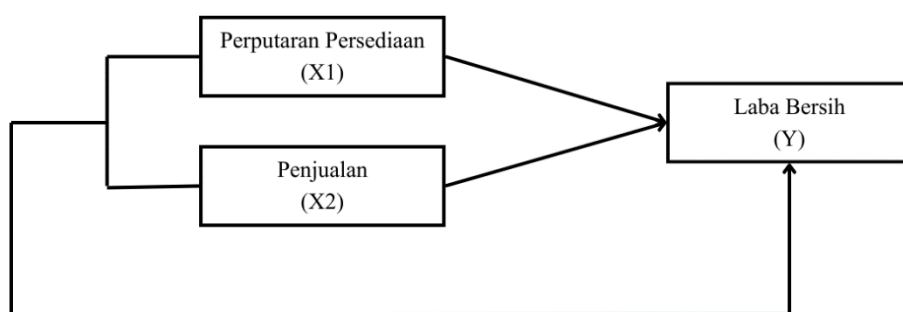 Perputaran Persediaan
(X1)
Laba Bersih
(Y)
Penjualan
(X2)